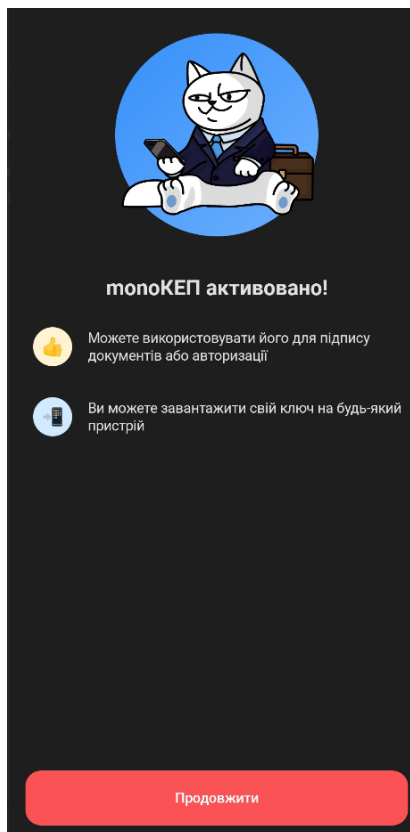 monoКЕП активовано!
Можете використовувати його для підпису
документів або авторизації
Ви можете завантажити свій ключ на будь-який
пристрій
Продовжити